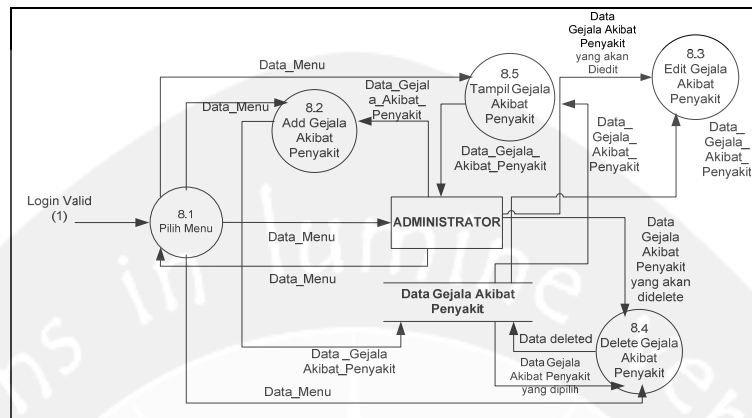 Data
Gejala Akibat
Penyakit
yang akan
Diedit
8.3
Edit Gejala
Akibat
Penyakit
Data_Menu
8.5
Tampil Gejala
Akibat
Penyakit
Data_Menu
8.2
Add Gejala
Akibat
Penyakit
Data_Gejal
a_Akibat_
Penyakit
Data_
Gejala_
Akibat_
Penyakit
Data_
Gejala_
Akibat_
Penyakit
Data_Gejala_
Akibat_Penyakit
Login Valid
(1)
8.1
Pilih Menu
Data_Menu
ADMINISTRATOR
Data_Menu
Data
Gejala
Akibat
Penyakit
yang akan
didelete
Data Gejala Akibat
Penyakit
Data _Gejala
Akibat_Penyakit
Data deleted
8.4
Delete Gejala
Akibat
Penyakit
Data Gejala
Akibat Penyakit
yang dipilih
Data_Menu
in lumine